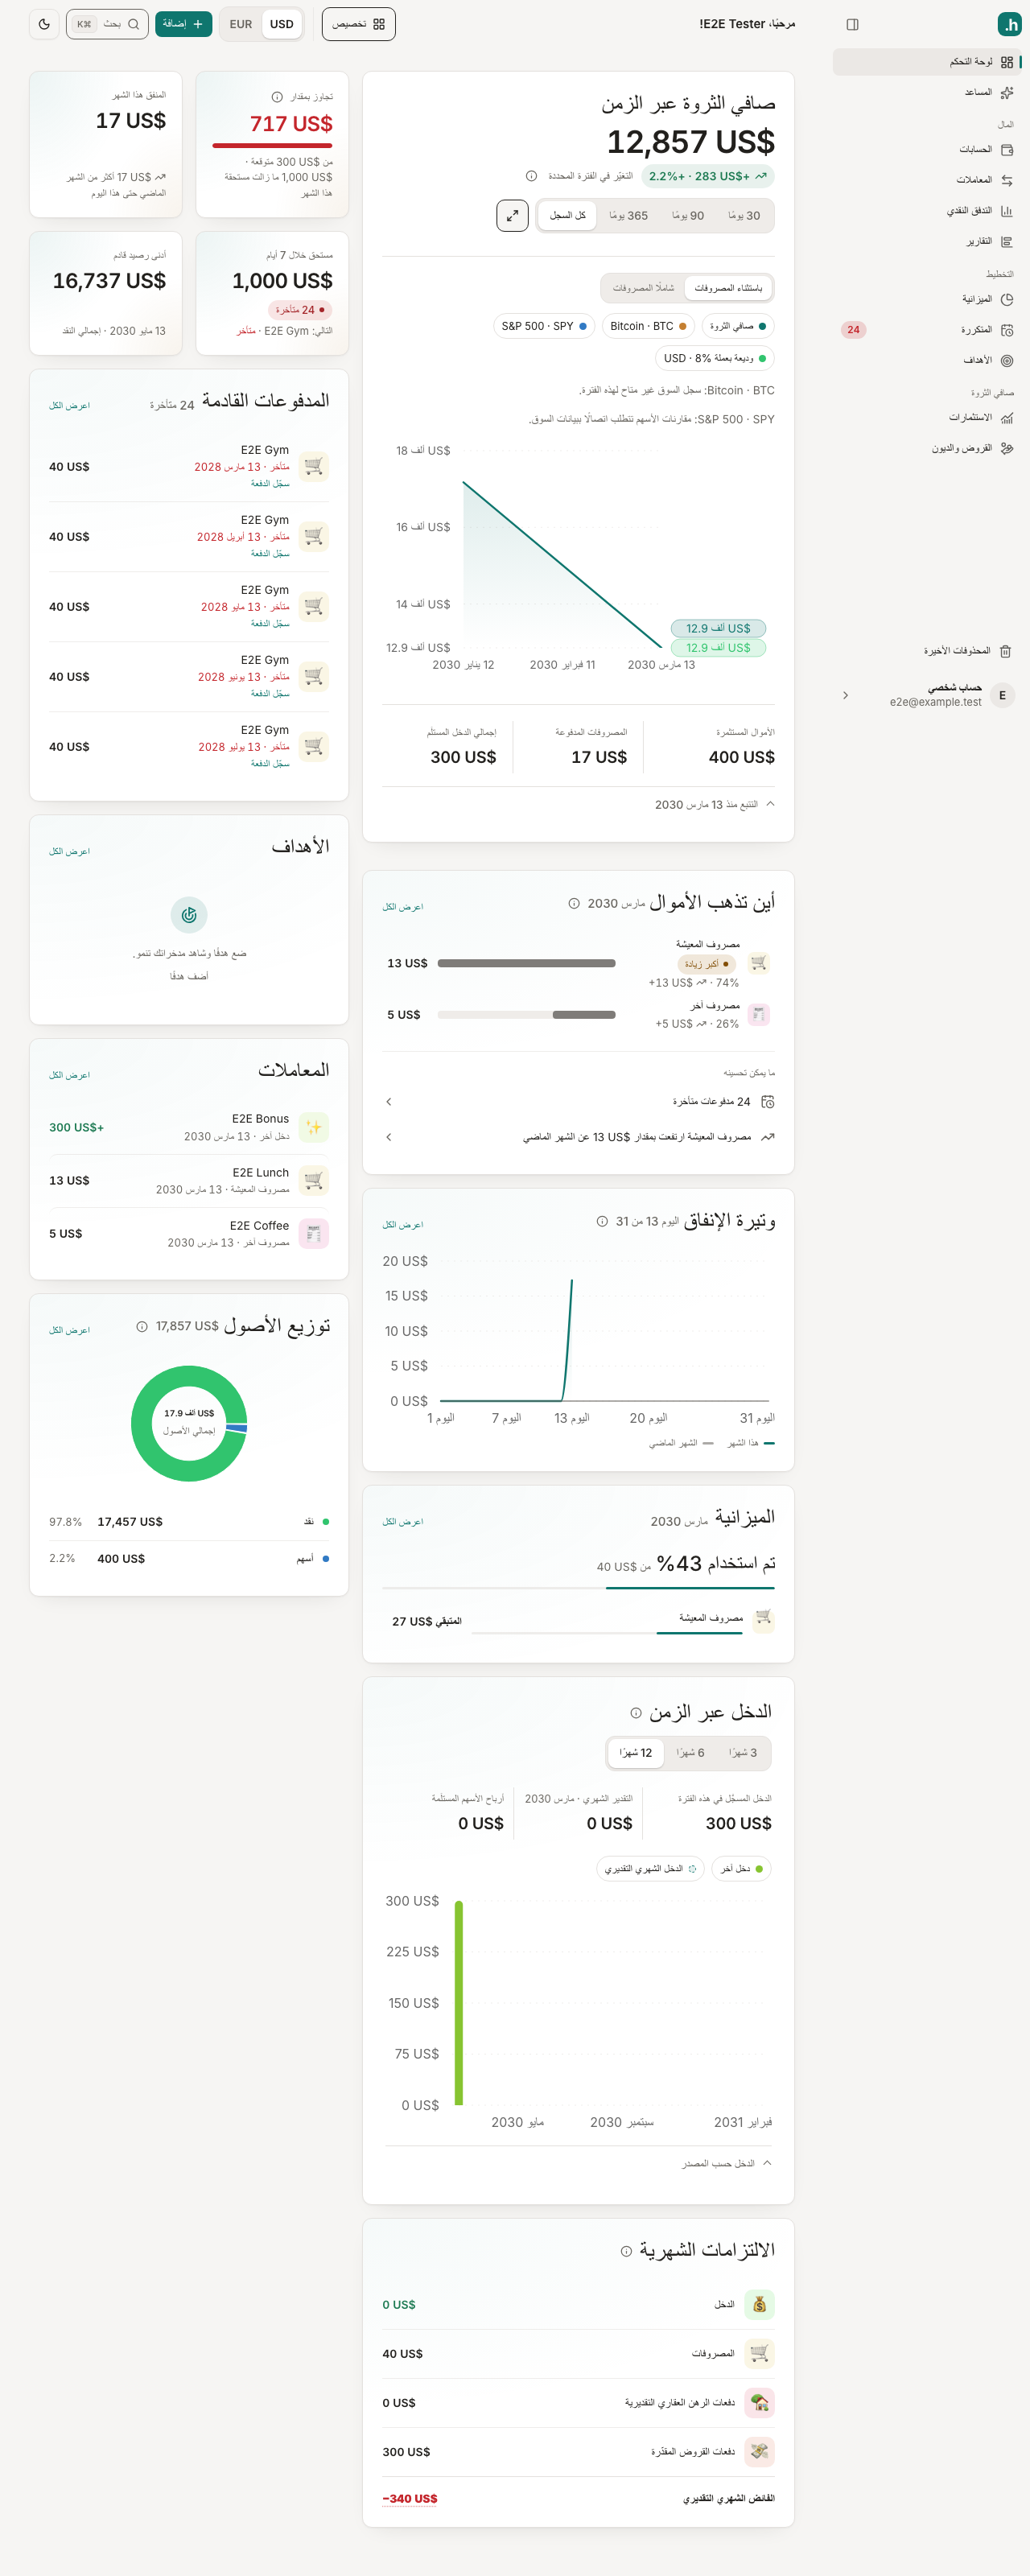 h.
لوحة التحكم
المساعد
المال
الحسابات
المعاملات
التدفق النقدي
التقارير
التخطيط
الميزانية
المتكررة
24
الأهداف
صافي الثروة
الاستثمارات
القروض والديون
المحذوفات الأخيرة
E
حساب شخصي
e2e@example.test
مرحبًا، E2E Tester!
تخصيص
USD
EUR
إضافة
بحث
⌘K
صافي الثروة عبر الزمن
12,857 US$
+2.2% · +283 US$
التغيّر في الفترة المحددة
30 يومًا
90 يومًا
365 يومًا
كل السجل
باستثناء المصروفات
شاملًا المصروفات
صافي الثروة
Bitcoin · BTC
S&P 500 · SPY
وديعة بعملة USD · 8%
Bitcoin · BTC: سجل السوق غير متاح لهذه الفترة.
S&P 500 · SPY: مقارنات الأسهم تتطلب اتصالًا ببيانات السوق.
18 ألف US$
16 ألف US$
14 ألف US$
12.9 ألف US$
12.9 ألف US$
12.9 ألف US$
12 يناير 2030
11 فبراير 2030
13 مارس 2030
الأموال المستثمرة
400 US$
المصروفات المدفوعة
17 US$
إجمالي الدخل المستلَم
300 US$
التتبع منذ 13 مارس 2030
تجاوز بمقدار
717 US$
من 300 US$ متوقعة ·
1,000 US$ ما زالت مستحقة
هذا الشهر
المنفق هذا الشهر
17 US$
17 US$ أكثر من الشهر
الماضي حتى هذا اليوم
مستحق خلال 7 أيام
1,000 US$
24 متأخرة
التالي: E2E Gym · متأخر
أدنى رصيد قادم
16,737 US$
13 مايو 2030 · إجمالي النقد
المدفوعات القادمة
24 متأخرة
اعرض الكل
E2E Gym
متأخر · 13 مارس 2028
سجّل الدفعة
40 US$
E2E Gym
متأخر · 13 أبريل 2028
سجّل الدفعة
40 US$
E2E Gym
متأخر · 13 مايو 2028
سجّل الدفعة
40 US$
E2E Gym
متأخر · 13 يونيو 2028
سجّل الدفعة
40 US$
E2E Gym
متأخر · 13 يوليو 2028
سجّل الدفعة
40 US$
الأهداف
اعرض الكل
ضع هدفًا وشاهد مدخراتك تنمو.
أضف هدفًا
المعاملات
اعرض الكل
E2E Bonus
دخل آخر · 13 مارس 2030
+300 US$
E2E Lunch
مصروف المعيشة · 13 مارس 2030
13 US$
E2E Coffee
مصروف آخر · 13 مارس 2030
5 US$
توزيع الأصول
17,857 US$
اعرض الكل
17.9 ألف US$
إجمالي الأصول
نقد
17,457 US$
97.8%
أسهم
400 US$
2.2%
أين تذهب الأموال
مارس 2030
اعرض الكل
مصروف المعيشة
أكبر زيادة
74% · +13 US$
13 US$
مصروف آخر
26% · +5 US$
5 US$
ما يمكن تحسينه
24 مدفوعات متأخرة
مصروف المعيشة ارتفعت بمقدار 13 US$ عن الشهر الماضي
وتيرة الإنفاق
اليوم 13 من 31
اعرض الكل
20 US$
15 US$
10 US$
5 US$
0 US$
اليوم 1
اليوم 7
اليوم 13
اليوم 20
اليوم 31
هذا الشهر
الشهر الماضي
الميزانية
مارس 2030
اعرض الكل
تم استخدام 43%
من 40 US$
مصروف المعيشة
المتبقي 27 US$
الدخل عبر الزمن
3 شهرًا
6 شهرًا
12 شهرًا
الدخل المسجّل في هذه الفترة
300 US$
التقدير الشهري · مارس 2030
0 US$
أرباح الأسهم المستلَمة
0 US$
دخل آخر
الدخل الشهري التقديري
300 US$
225 US$
150 US$
75 US$
0 US$
مايو 2030
سبتمبر 2030
فبراير 2031
الدخل حسب المصدر
الالتزامات الشهرية
الدخل
0 US$
المصروفات
40 US$
دفعات الرهن العقاري التقديرية
0 US$
دفعات القروض المقدّرة
300 US$
الفائض الشهري التقديري
−340 US$